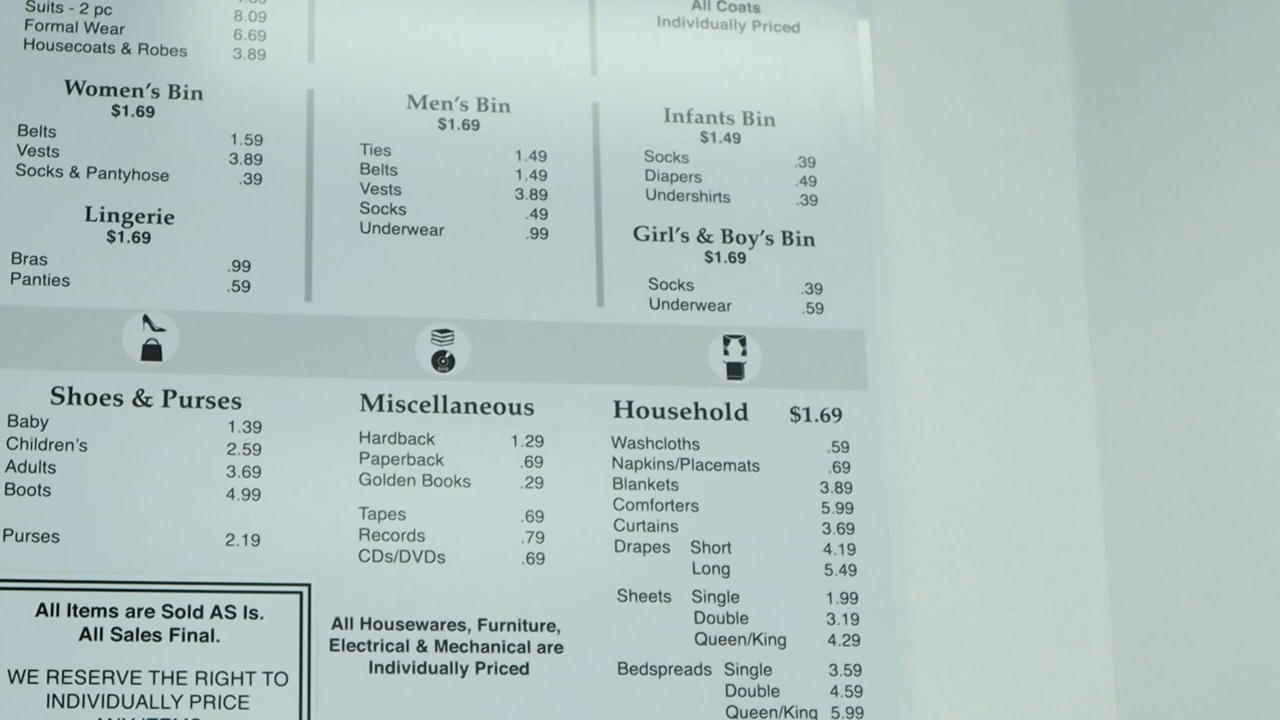 Suits - 2 pc 8.09
Formal Wear 6.69
Housecoats & Robes 3.89
Women's Bin
$1.69
Belts 1.59
Vests 3.89
Socks & Pantyhose .39
Lingerie
$1.69
Bras .99
Panties .59
Men's Bin
$1.69
Ties 1.49
Belts 1.49
Vests 3.89
Socks .49
Underwear .99
All Coats
Individually Priced
Infants Bin
$1.49
Socks .39
Diapers .49
Undershirts .39
Girl's & Boy's Bin
$1.69
Socks .39
Underwear .59
Shoes & Purses
Baby 1.39
Children's 2.59
Adults 3.69
Boots 4.99
Purses 2.19
All Items are Sold AS Is.
All Sales Final.
WE RESERVE THE RIGHT TO
INDIVIDUALLY PRICE
Miscellaneous
Hardback 1.29
Paperback .69
Golden Books .29
Tapes .69
Records .79
CDs/DVDs .69
All Housewares, Furniture,
Electrical & Mechanical are
Individually Priced
Household $1.69
Washcloths .59
Napkins/Placemats .69
Blankets 3.89
Comforters 5.99
Curtains 3.69
Drapes Short 4.19
Long 5.49
Sheets Single 1.99
Double 3.19
Queen/King 4.29
Bedspreads Single 3.59
Double 4.59
Queen/King 5.99